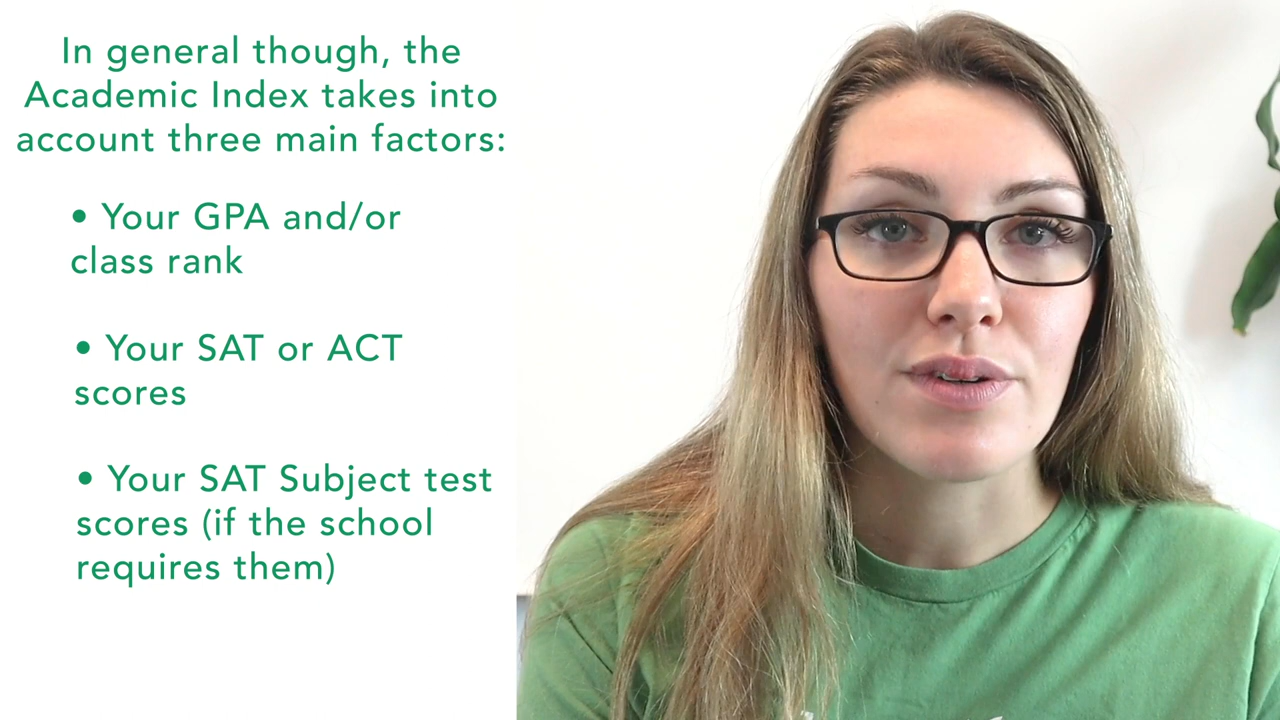 In general though, the
Academic Index takes into
account three main factors:
• Your GPA and/or
class rank
• Your SAT or ACT
scores
• Your SAT Subject test
scores (if the school
requires them)